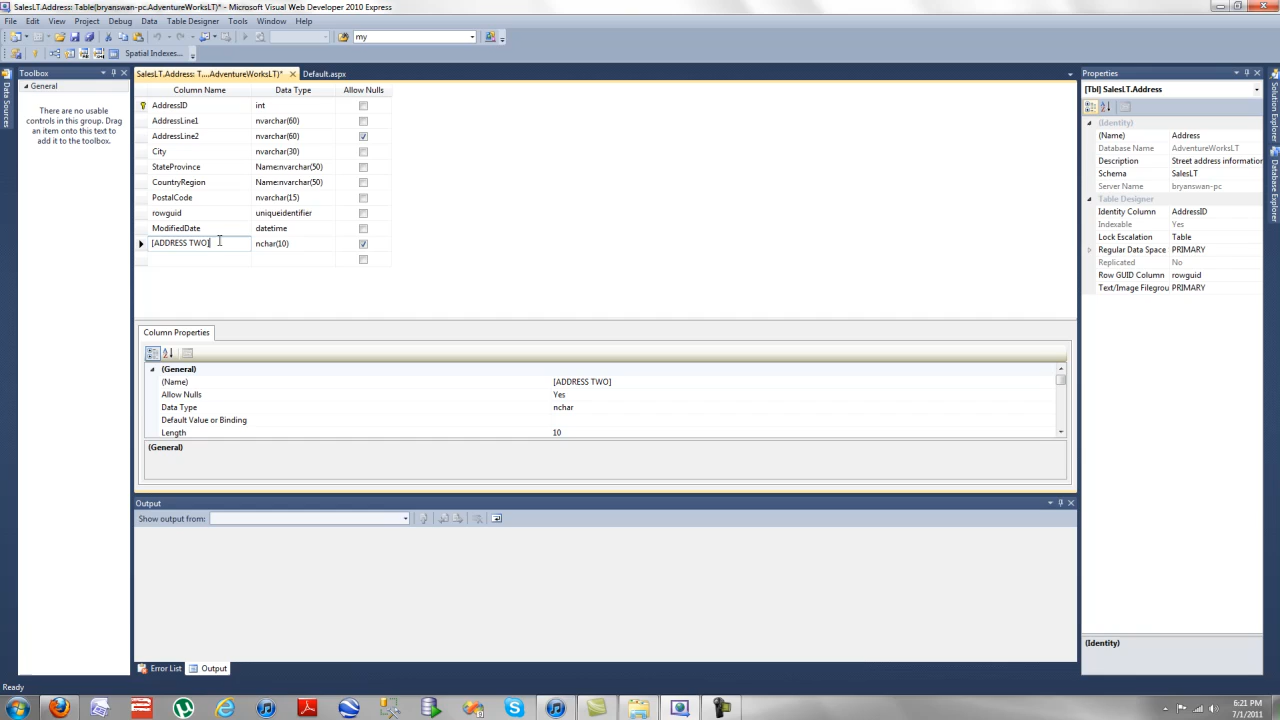 SalesLT.Address: Table(bryanswan-pc.AdventureWorksLT)* - Microsoft Visual Web Developer 2010 Express
File Edit View Project Debug Data Table Designer Tools Window Help
my
Spatial Indexes...
Toolbox
General
There are no usable
controls in this group. Drag
an item onto this text to
add it to the toolbox.
Data Sources
SalesLT.Address: T....AdventureWorksLT)* Default.aspx
Column Name Data Type Allow Nulls
AddressID int
AddressLine1 nvarchar(60)
AddressLine2 nvarchar(60)
City nvarchar(30)
StateProvince Name:nvarchar(50)
CountryRegion Name:nvarchar(50)
PostalCode nvarchar(15)
rowguid uniqueidentifier
ModifiedDate datetime
[ADDRESS TWO] nchar(10)
Column Properties
(General)
(Name) [ADDRESS TWO]
Allow Nulls Yes
Data Type nchar
Default Value or Binding
Length 10
(General)
Output
Show output from:
Error List Output
Properties
[Tbl] SalesLT.Address
(Identity)
(Name) Address
Database Name AdventureWorksLT
Description Street address information
Schema SalesLT
Server Name bryanswan-pc
Table Designer
Identity Column AddressID
Indexable Yes
Lock Escalation Table
Regular Data Space PRIMARY
Replicated No
Row GUID Column rowguid
Text/Image Filegrou PRIMARY
(Identity)
Solution Explorer
Database Explorer
Ready
6:21 PM
7/1/2011